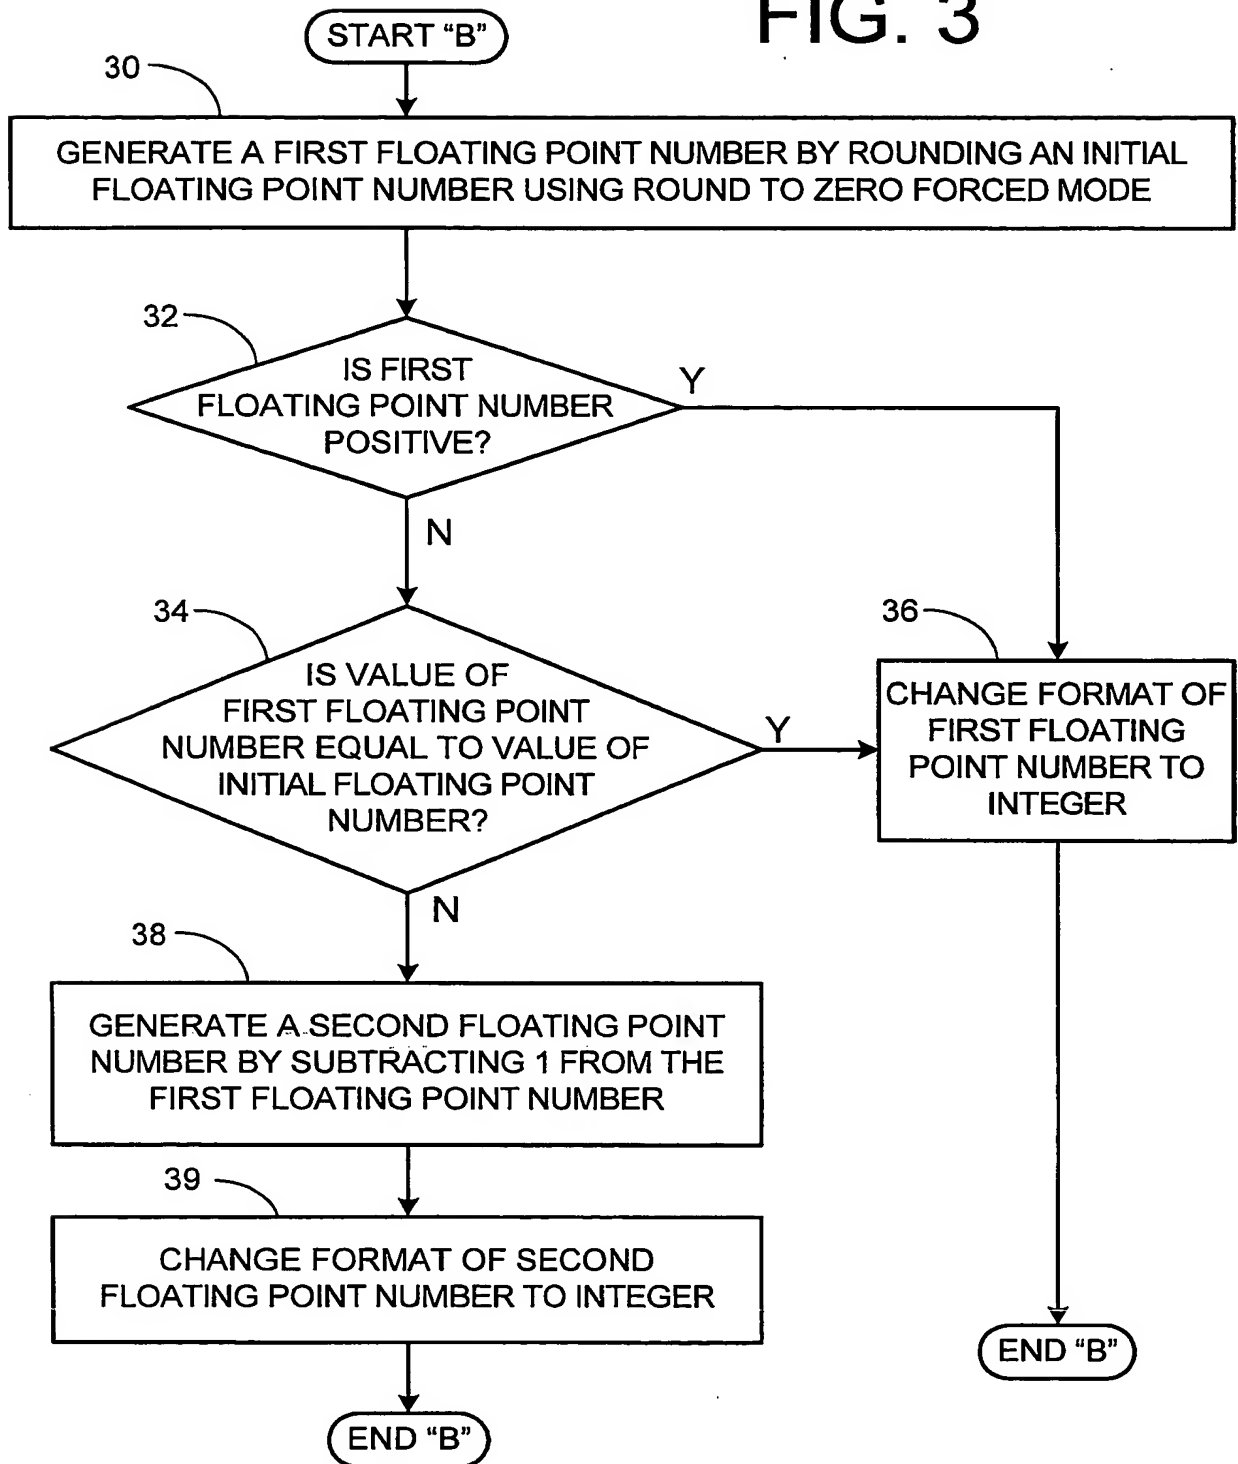 FIG. 3
START “B”
30
GENERATE A FIRST FLOATING POINT NUMBER BY ROUNDING AN INITIAL
FLOATING POINT NUMBER USING ROUND TO ZERO FORCED MODE
32
IS FIRST
FLOATING POINT NUMBER
POSITIVE?
Y
N
34
IS VALUE OF
FIRST FLOATING POINT
NUMBER EQUAL TO VALUE OF
INITIAL FLOATING POINT
NUMBER?
Y
N
36
CHANGE FORMAT OF
FIRST FLOATING
POINT NUMBER TO
INTEGER
38
GENERATE A SECOND FLOATING POINT
NUMBER BY SUBTRACTING 1 FROM THE
FIRST FLOATING POINT NUMBER
39
CHANGE FORMAT OF SECOND
FLOATING POINT NUMBER TO INTEGER
END “B”
END “B”